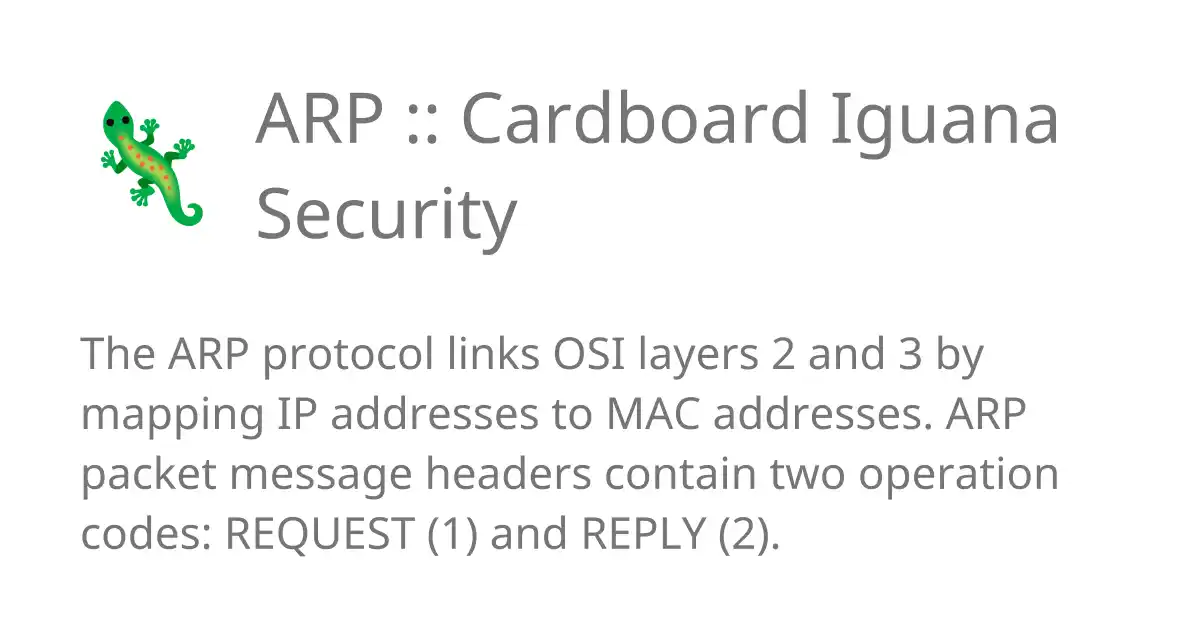 ARP :: Cardboard Iguana
Security
The ARP protocol links OSI layers 2 and 3 by
mapping IP addresses to MAC addresses. ARP
packet message headers contain two operation
codes: REQUEST (1) and REPLY (2).